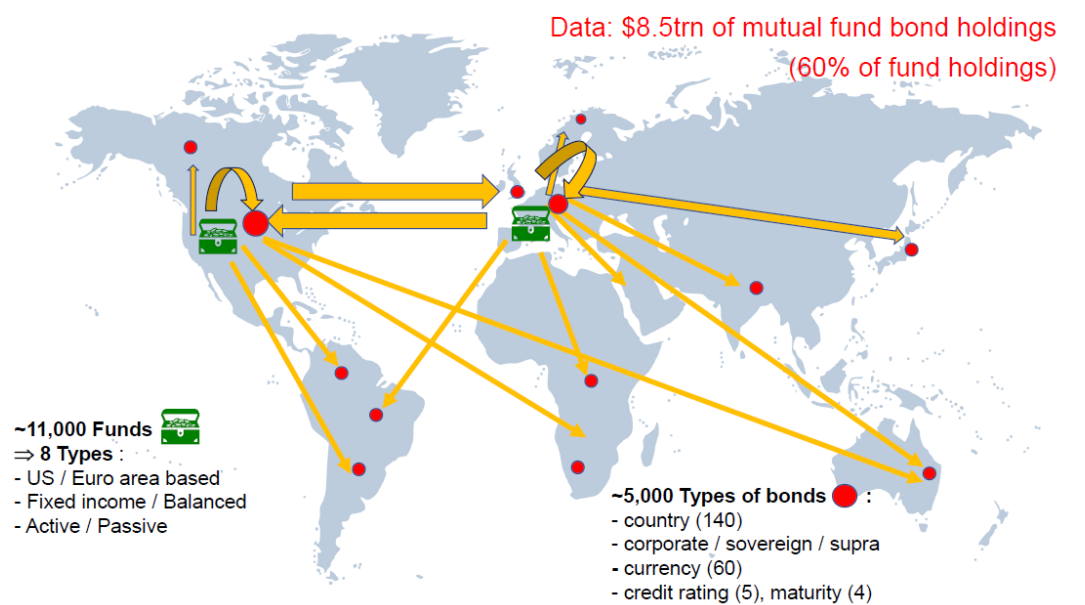 Data: $8.5trn of mutual fund bond holdings
(60% of fund holdings)
~11,000 Funds
⇒ 8 Types :
- US / Euro area based
- Fixed income / Balanced
- Active / Passive
~5,000 Types of bonds :
- country (140)
- corporate / sovereign / supra
- currency (60)
- credit rating (5), maturity (4)